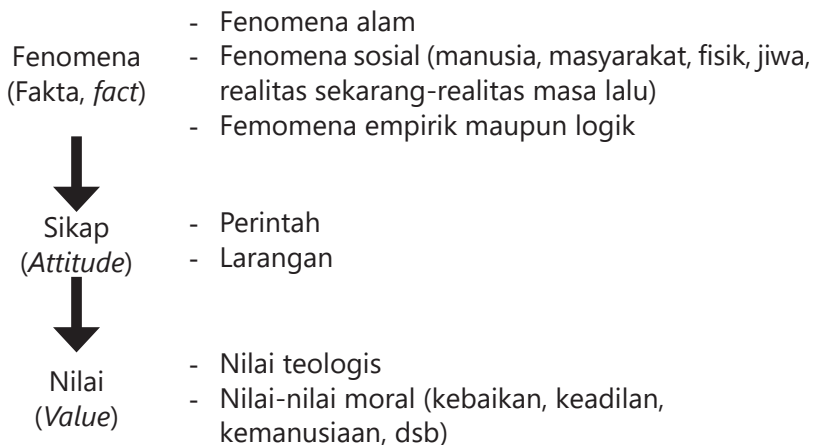 Fenomena
(Fakta, fact)
- Fenomena alam
- Fenomena sosial (manusia, masyarakat, fisik, jiwa,
realitas sekarang-realitas masa lalu)
- Femomena empirik maupun logik
Sikap
(Attitude)
- Perintah
- Larangan
Nilai
(Value)
- Nilai teologis
- Nilai-nilai moral (kebaikan, keadilan,
kemanusiaan, dsb)